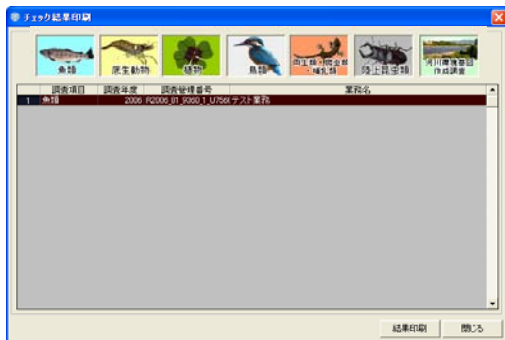 チェック結果印刷
魚類
底生動物
植物
鳥類
両生類・爬虫類
・哺乳類
陸上昆虫類
河川環境基図
作成調査
調査項目 調査年度 調査管理番号 業務名
1 魚類 2006 テスト業務
結果印刷 閉じる